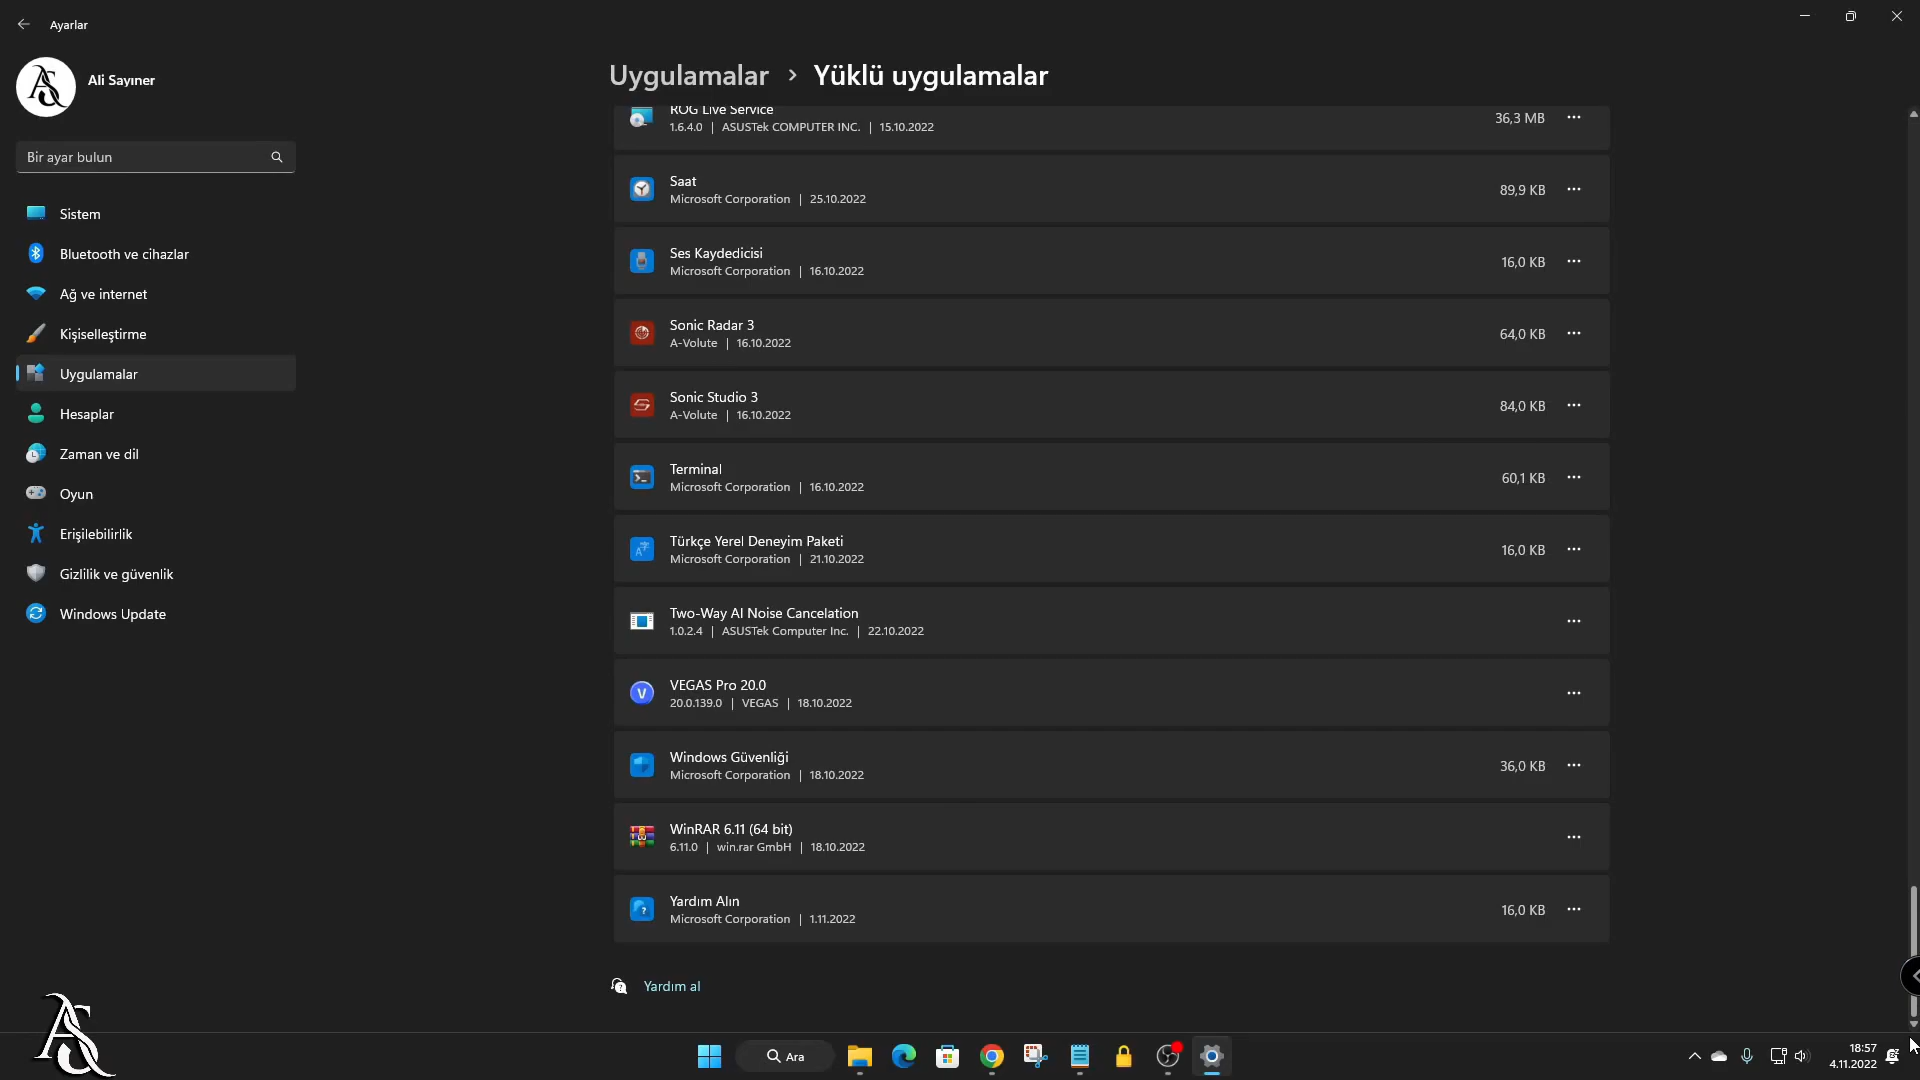 Ayarlar
Ali Sayıner
Bir ayar bulun
Sistem
Bluetooth ve cihazlar
Ağ ve internet
Kişiselleştirme
Uygulamalar
Hesaplar
Zaman ve dil
Oyun
Erişilebilirlik
Gizlilik ve güvenlik
Windows Update
Uygulamalar > Yüklü uygulamalar
ROG Live Service 36,3 MB
1.6.4.0 | ASUSTek COMPUTER INC. | 15.10.2022
Saat 89,9 KB
Microsoft Corporation | 25.10.2022
Ses Kaydedicisi 16,0 KB
Microsoft Corporation | 16.10.2022
Sonic Radar 3 64,0 KB
A-Volute | 16.10.2022
Sonic Studio 3 84,0 KB
A-Volute | 16.10.2022
Terminal 60,1 KB
Microsoft Corporation | 16.10.2022
Türkçe Yerel Deneyim Paketi 16,0 KB
Microsoft Corporation | 21.10.2022
Two-Way AI Noise Cancelation
1.0.2.4 | ASUSTek Computer Inc. | 22.10.2022
VEGAS Pro 20.0
20.0.139.0 | VEGAS | 18.10.2022
Windows Güvenliği 36,0 KB
Microsoft Corporation | 18.10.2022
WinRAR 6.11 (64 bit)
6.11.0 | win.rar GmbH | 18.10.2022
Yardım Alın 16,0 KB
Microsoft Corporation | 1.11.2022
Yardım al
AS
Ara
18:57
4.11.2022